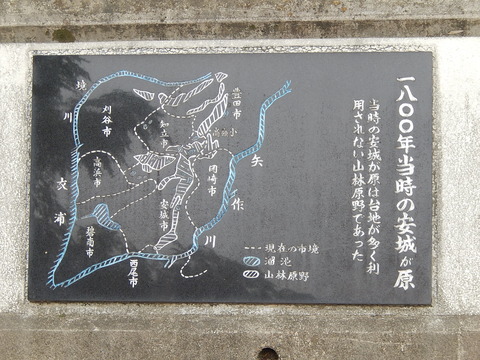 一八〇〇年当時の安城が原
当時の安城が原は台地が多く利
用されない山林原野であった
境川
刈谷市
豊田市
知立市
高浜市
岡崎市
安城市
碧南市
西尾市
衣浦
矢作川
現在の市境
溜池
山林原野